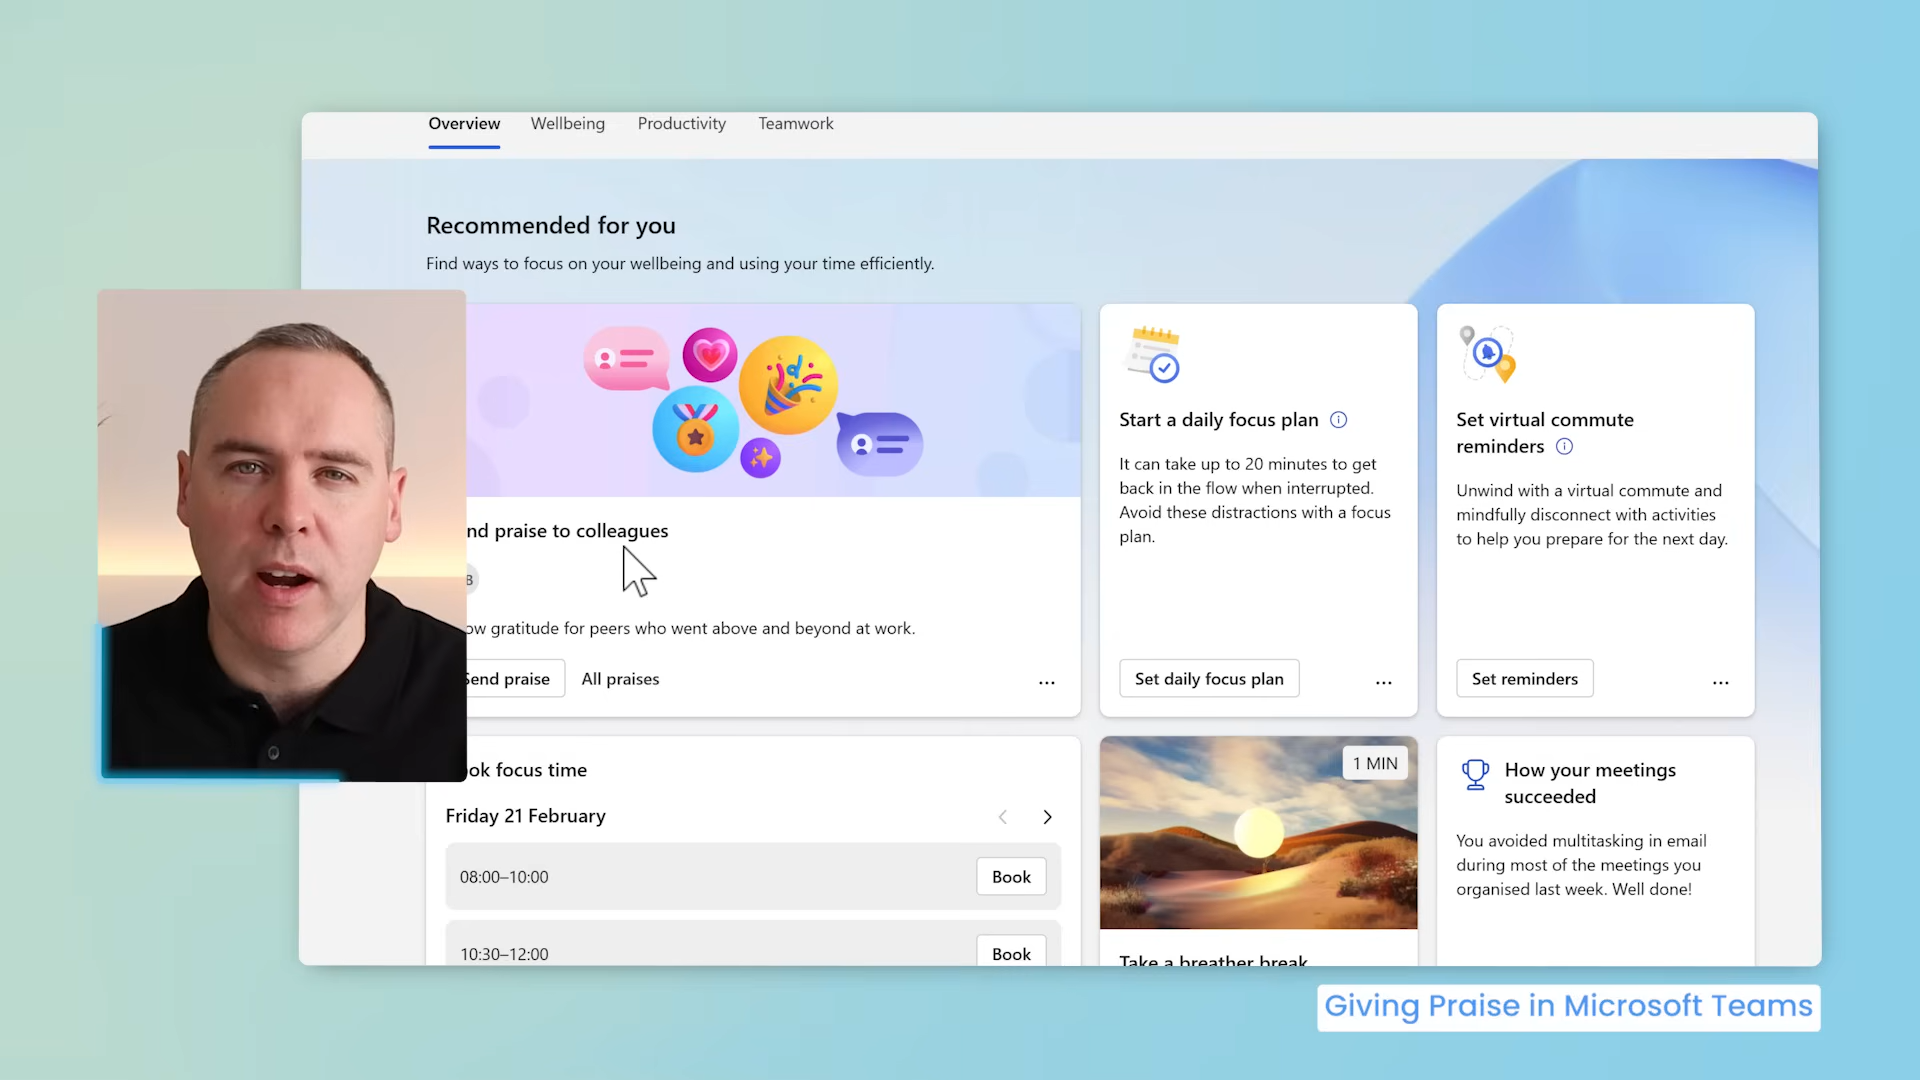 Overview Wellbeing Productivity Teamwork
Recommended for you
Find ways to focus on your wellbeing and using your time efficiently.
nd praise to colleagues
B
ow gratitude for peers who went above and beyond at work.
Send praise All praises
Start a daily focus plan
It can take up to 20 minutes to get
back in the flow when interrupted.
Avoid these distractions with a focus
plan.
Set daily focus plan
Set virtual commute
reminders
Unwind with a virtual commute and
mindfully disconnect with activities
to help you prepare for the next day.
Set reminders
ok focus time
Friday 21 February
08:00–10:00 Book
10:30–12:00 Book
1 MIN
Take a breather break
How your meetings
succeeded
You avoided multitasking in email
during most of the meetings you
organised last week. Well done!
Giving Praise in Microsoft Teams